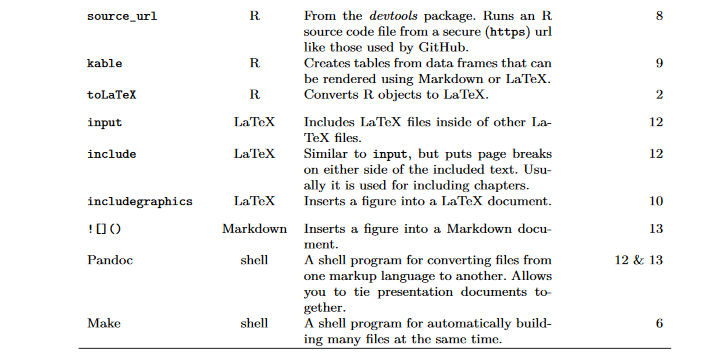 source_url R From the devtools package. Runs an R 8
source code file from a secure (https) url
like those used by GitHub.
kable R Creates tables from data frames that can 9
be rendered using Markdown or LaTeX.
toLaTeX R Converts R objects to LaTeX. 2
input LaTeX Includes LaTeX files inside of other La- 12
TeX files.
include LaTeX Similar to input, but puts page breaks 12
on either side of the included text. Usu-
ally it is used for including chapters.
includegraphics LaTeX Inserts a figure into a LaTeX document. 10
![]() Markdown Inserts a figure into a Markdown docu- 13
ment.
Pandoc shell A shell program for converting files from 12 & 13
one markup language to another. Allows
you to tie presentation documents to-
gether.
Make shell A shell program for automatically build- 6
ing many files at the same time.